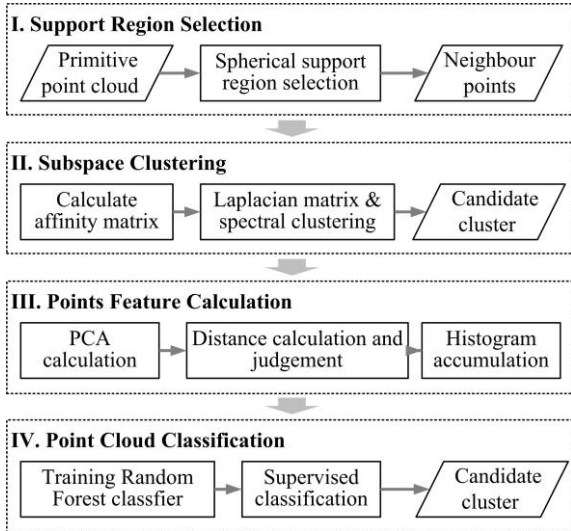 I. Support Region Selection
Primitive
point cloud
Spherical support
region selection
Neighbour
points
II. Subspace Clustering
Calculate
affinity matrix
Laplacian matrix &
spectral clustering
Candidate
cluster
III. Points Feature Calculation
PCA
calculation
Distance calculation and
judgement
Histogram
accumulation
IV. Point Cloud Classification
Training Random
Forest classfier
Supervised
classification
Candidate
cluster